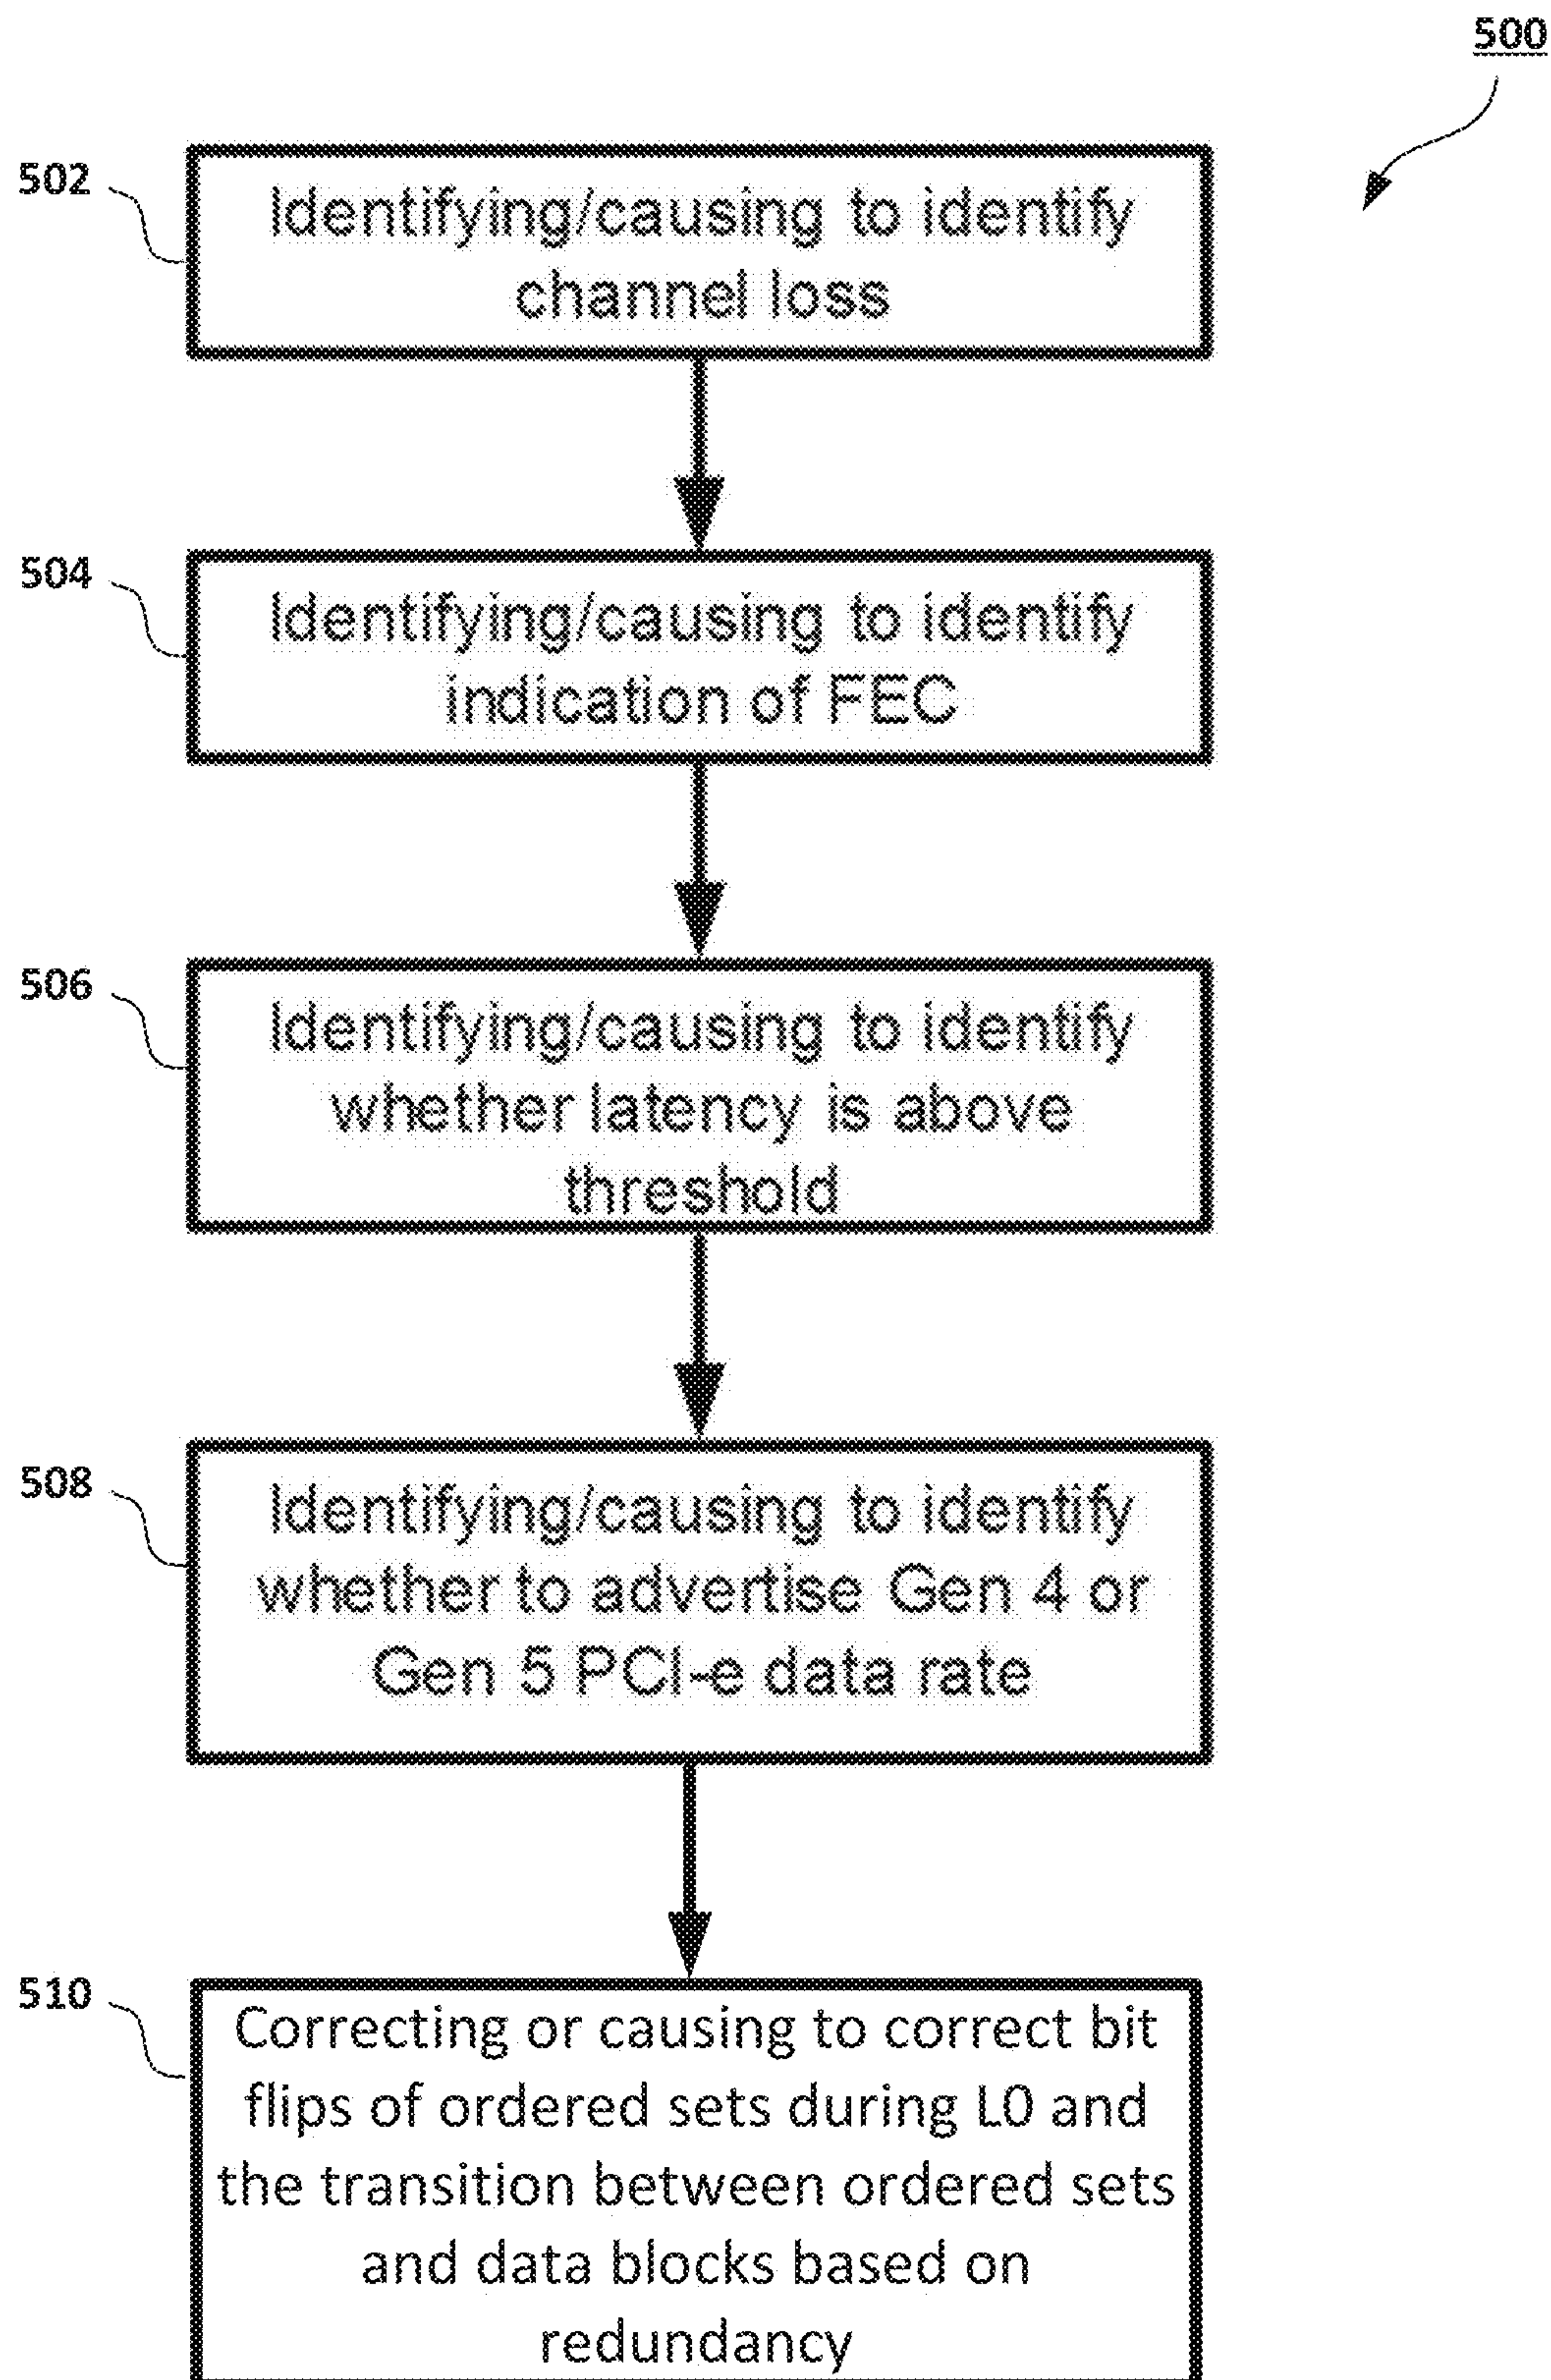 500
502
Identifying/causing to identify
channel loss
504
Identifying/causing to identify
indication of FEC
506
Identifying/causing to identify
whether latency is above
threshold
508
Identifying/causing to identify
whether to advertise Gen 4 or
Gen 5 PCI-e data rate
510
Correcting or causing to correct bit
flips of ordered sets during L0 and
the transition between ordered sets
and data blocks based on
redundancy